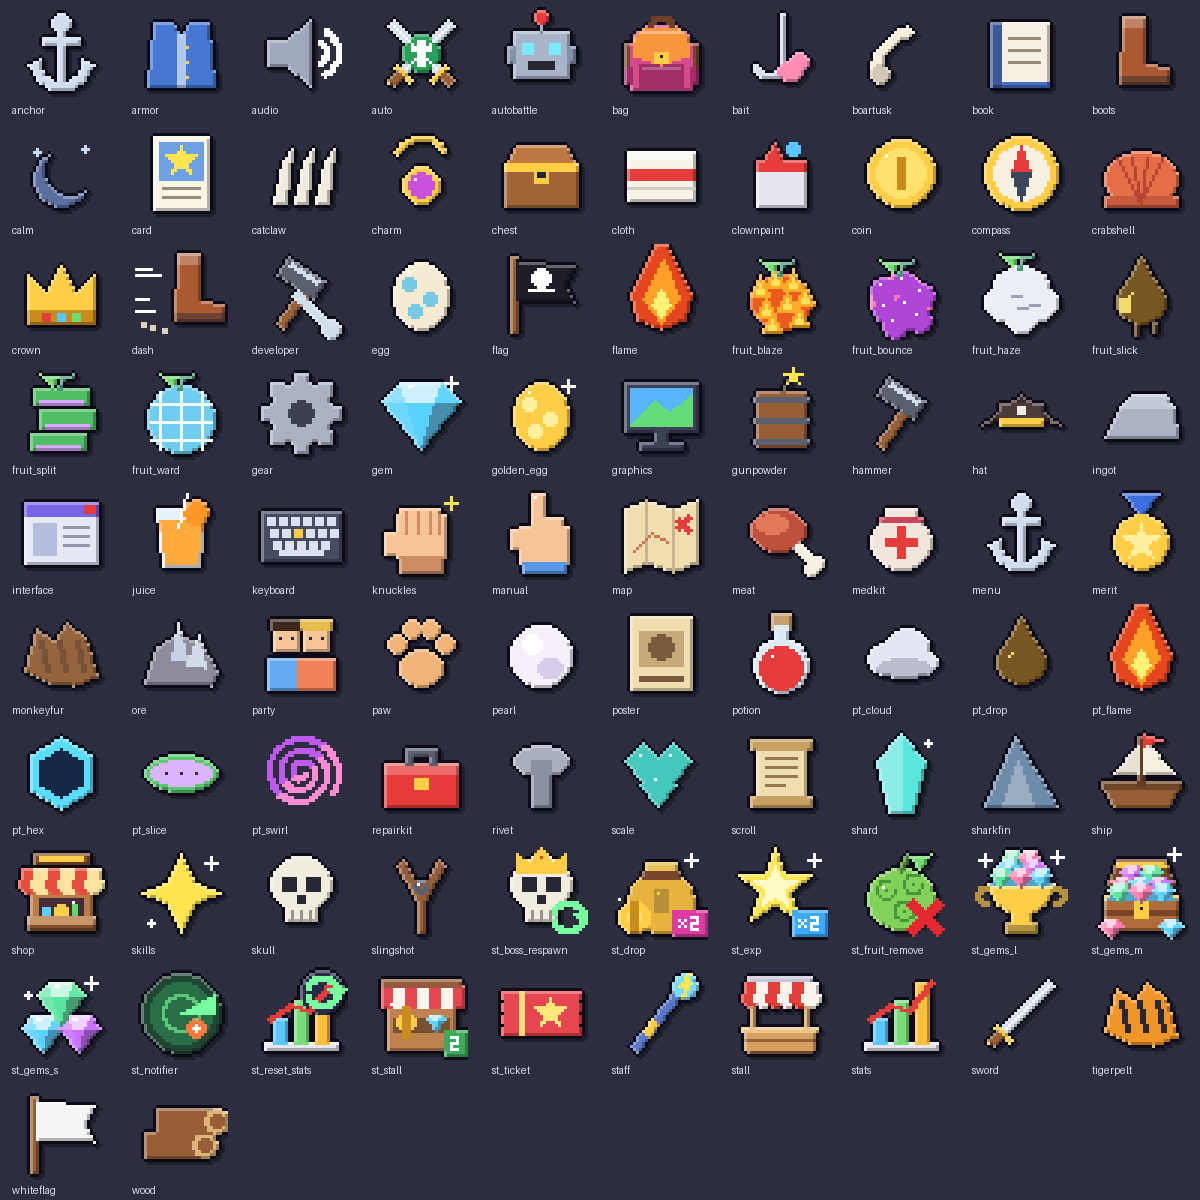 anchor armor audio auto autobattle bag bait boartusk book boots
calm card catclaw charm chest cloth clownpaint coin compass crabshell
crown dash developer egg flag flame fruit_blaze fruit_bounce fruit_haze fruit_slick
fruit_split fruit_ward gear gem golden_egg graphics gunpowder hammer hat ingot
interface juice keyboard knuckles manual map meat medkit menu merit
monkeyfur ore party paw pearl poster potion pt_cloud pt_drop pt_flame
pt_hex pt_slice pt_swirl repairkit rivet scale scroll shard sharkfin ship
x2 x2
shop skills skull slingshot st_boss_respawn st_drop st_exp st_fruit_remove st_gems_l st_gems_m
2
st_gems_s st_notifier st_reset_stats st_stall st_ticket staff stall stats sword tigerpelt
whiteflag wood